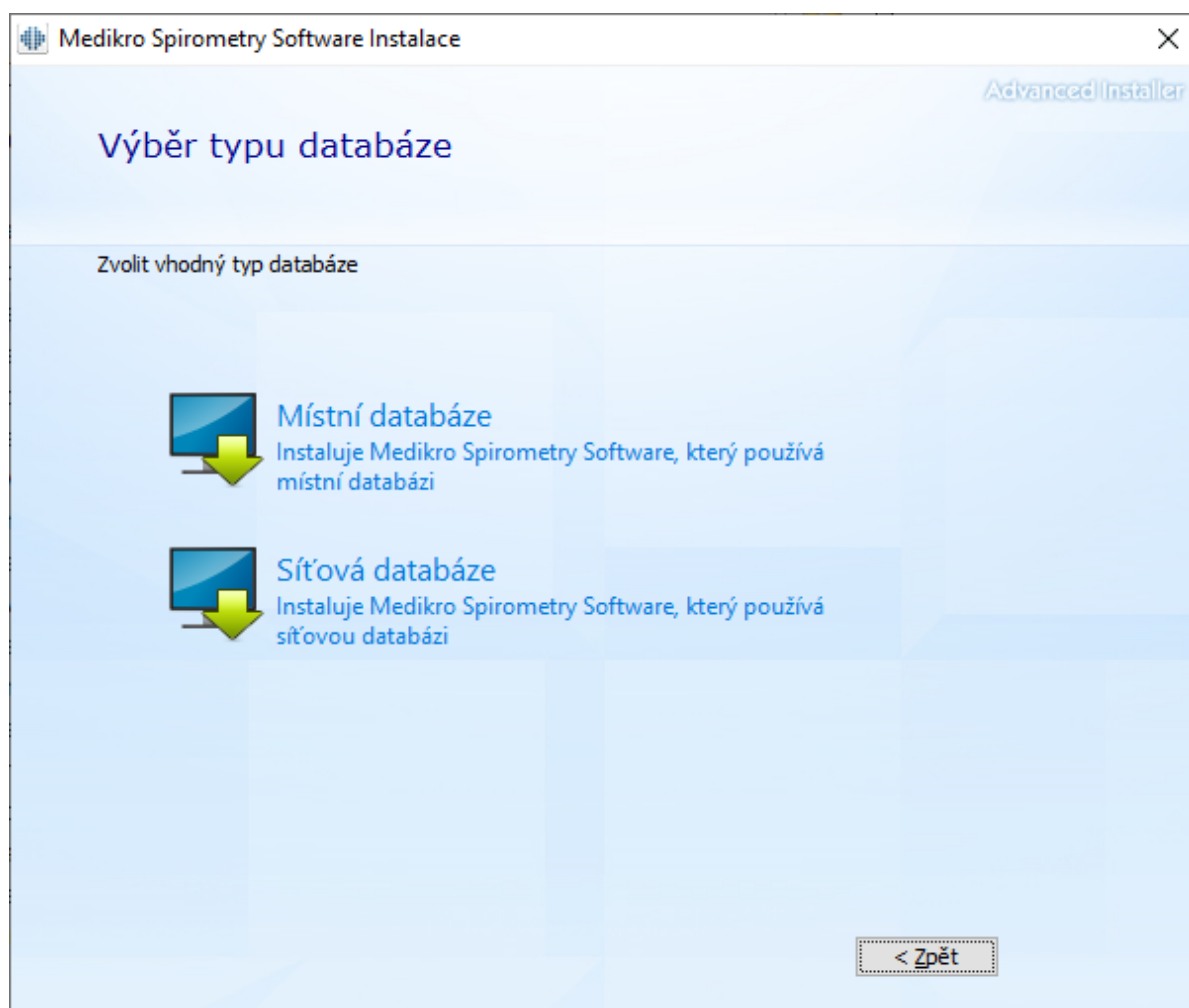 Medikro Spirometry Software Instalace
Advanced Installer
Výběr typu databáze
Zvolit vhodný typ databáze
Místní databáze
Instaluje Medikro Spirometry Software, který používá
místní databázi
Síťová databáze
Instaluje Medikro Spirometry Software, který používá
síťovou databázi
< Zpět